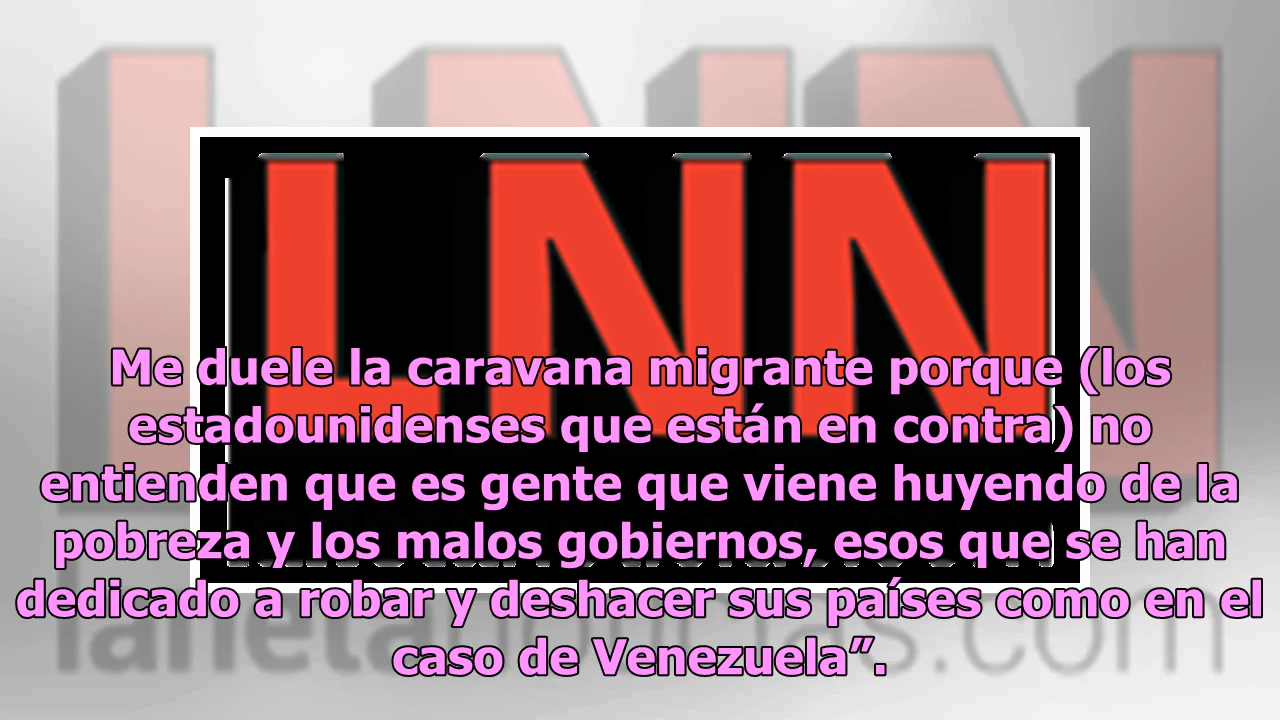 LNN
Me duele la caravana migrante porque (los
estadounidenses que están en contra) no
entienden que es gente que viene huyendo de la
pobreza y los malos gobiernos, esos que se han
dedicado a robar y deshacer sus países como en el
caso de Venezuela”.